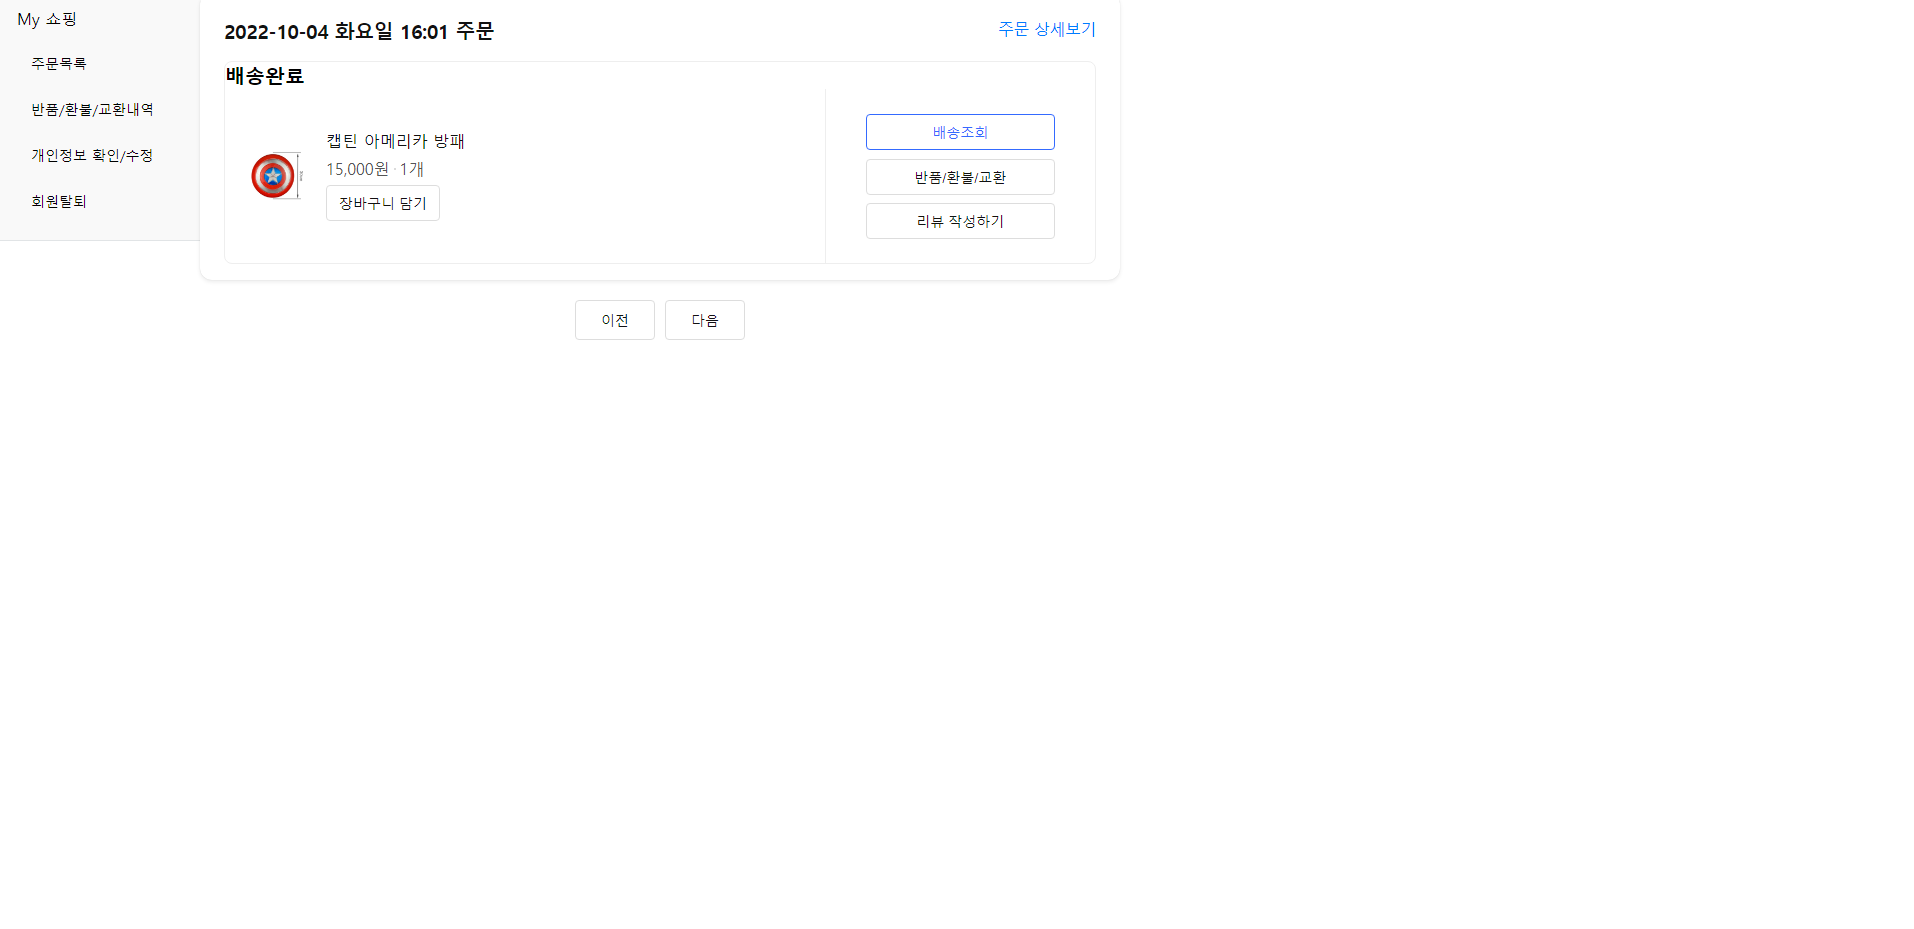 My 쇼핑
주문목록
반품/환불/교환내역
개인정보 확인/수정
회원탈퇴
2022-10-04 화요일 16:01 주문
주문 상세보기
배송완료
캡틴 아메리카 방패
15,000원 · 1개
장바구니 담기
배송조회
반품/환불/교환
리뷰 작성하기
이전
다음